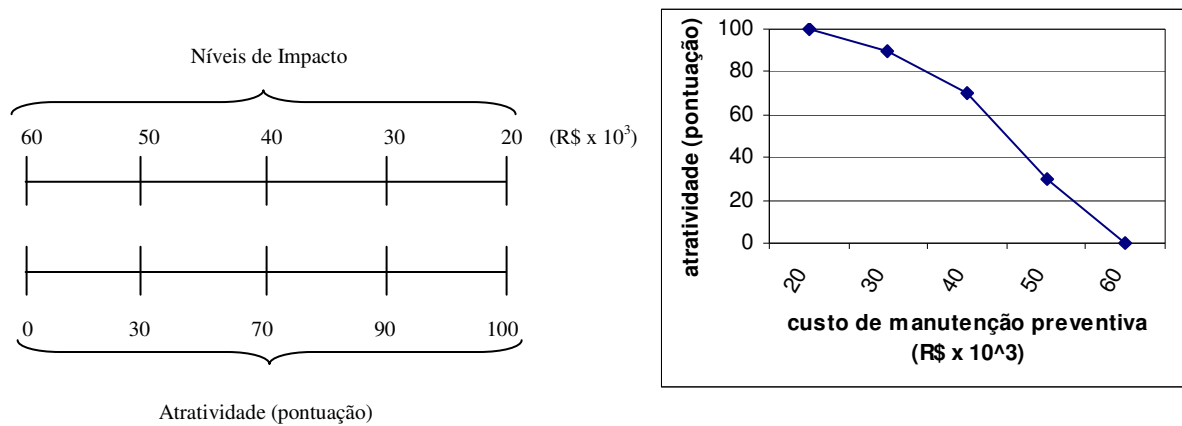 Níveis de Impacto
60 50 40 30 20 (R$ x 10³)
0 30 70 90 100
Atratividade (pontuação)
atratividade (pontuação)
100
80
60
40
20
0
20 30 40 50 60
custo de manutenção preventiva
(R$ x 10^3)